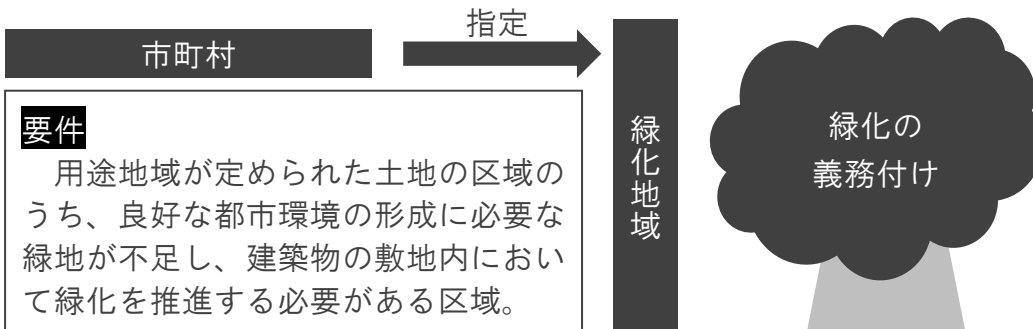 指定
市町村
要件
　用途地域が定められた土地の区域の
うち、良好な都市環境の形成に必要な
緑地が不足し、建築物の敷地内におい
て緑化を推進する必要がある区域。
緑化地域
緑化の
義務付け